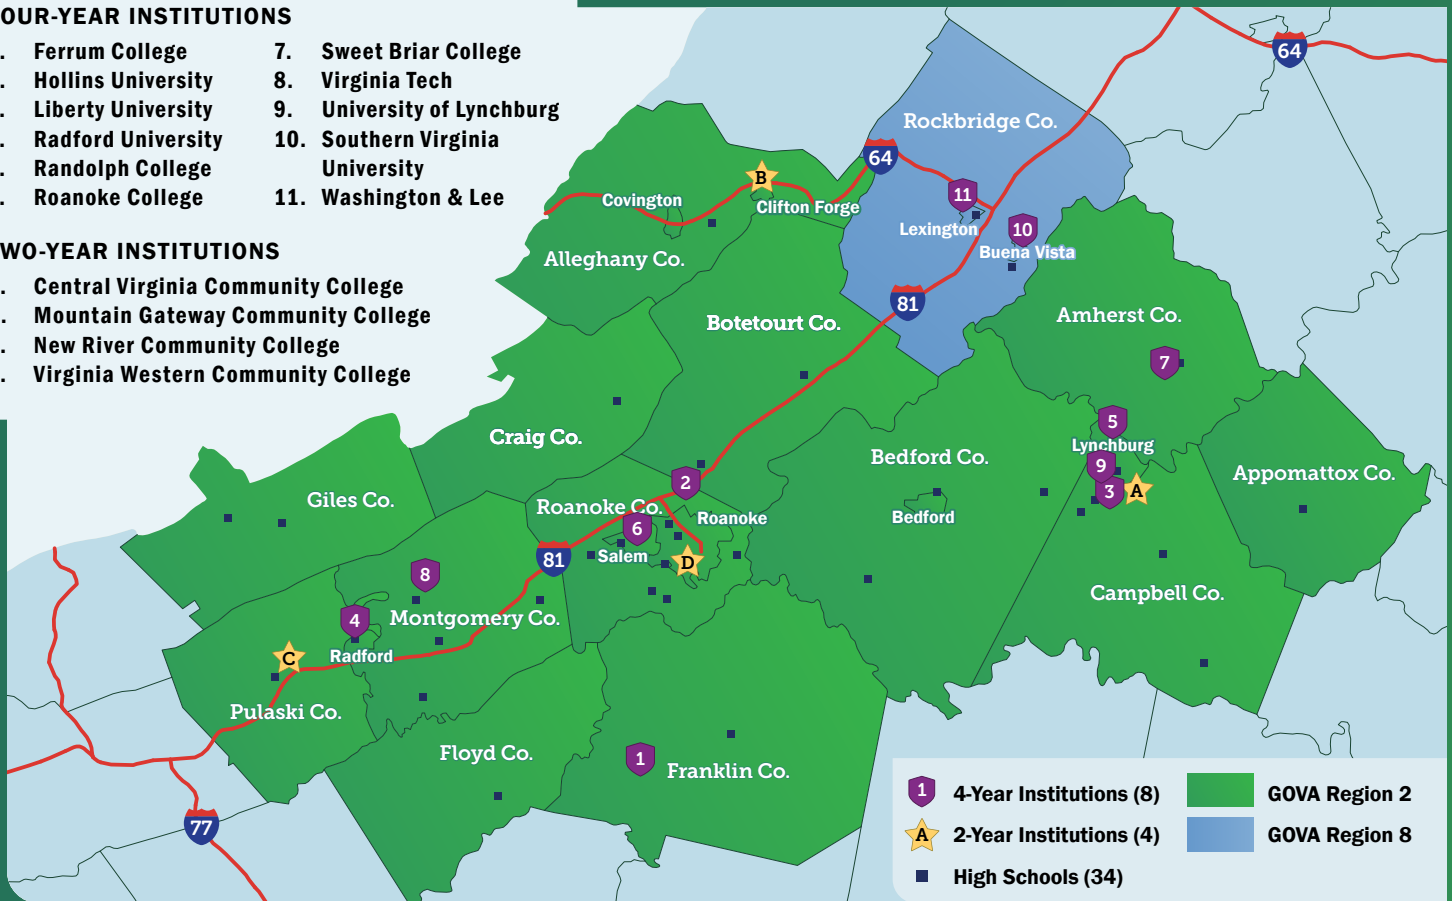 OUR-YEAR INSTITUTIONS
. Ferrum College
. Hollins University
. Liberty University
. Radford University
. Randolph College
. Roanoke College
7. Sweet Briar College
8. Virginia Tech
9. University of Lynchburg
10. Southern Virginia
University
11. Washington & Lee
WO-YEAR INSTITUTIONS
. Central Virginia Community College
. Mountain Gateway Community College
. New River Community College
. Virginia Western Community College
64
Rockbridge Co.
64
B
11
Covington
Clifton Forge
Lexington
10
Buena Vista
Alleghany Co.
81
Amherst Co.
Botetourt Co.
7
5
Craig Co.
Lynchburg
Bedford Co.
9
Appomattox Co.
2
3
A
Giles Co.
Roanoke Co.
Roanoke
Bedford
6
Salem
81
D
8
Campbell Co.
4
Montgomery Co.
Radford
C
Pulaski Co.
Floyd Co.
1
Franklin Co.
77
1 4-Year Institutions (8)
A 2-Year Institutions (4)
High Schools (34)
GOVA Region 2
GOVA Region 8